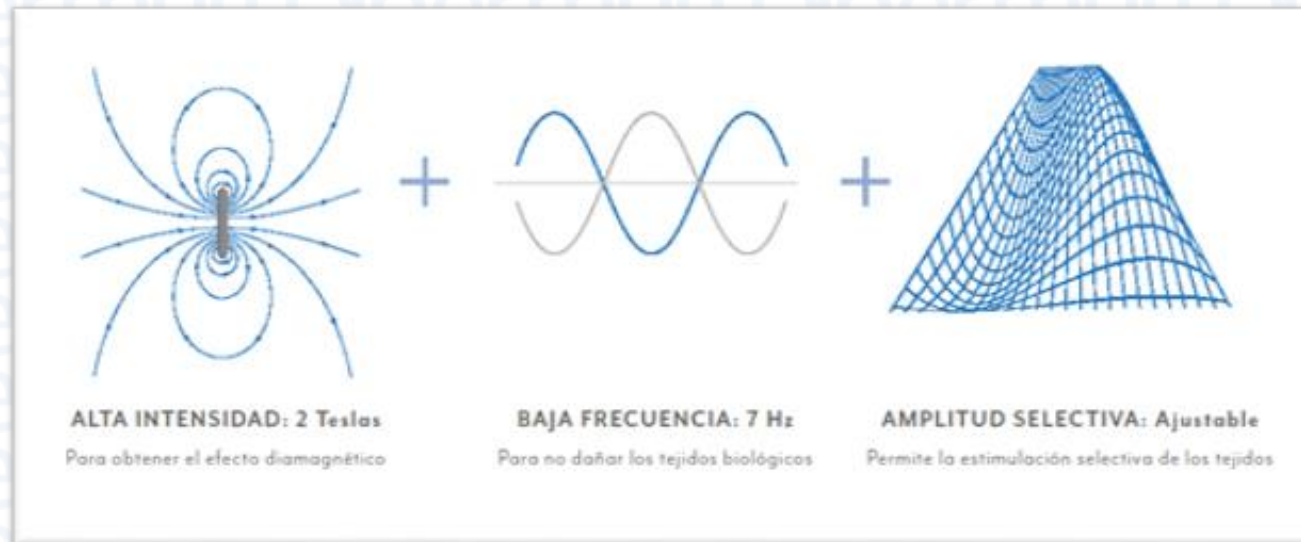 ALTA INTENSIDAD: 2 Teslas
Para obtener el efecto diamagnético
BAJA FRECUENCIA: 7 Hz
Para no dañar los tejidos biológicos
AMPLITUD SELECTIVA: Ajustable
Permite la estimulación selectiva de los tejidos